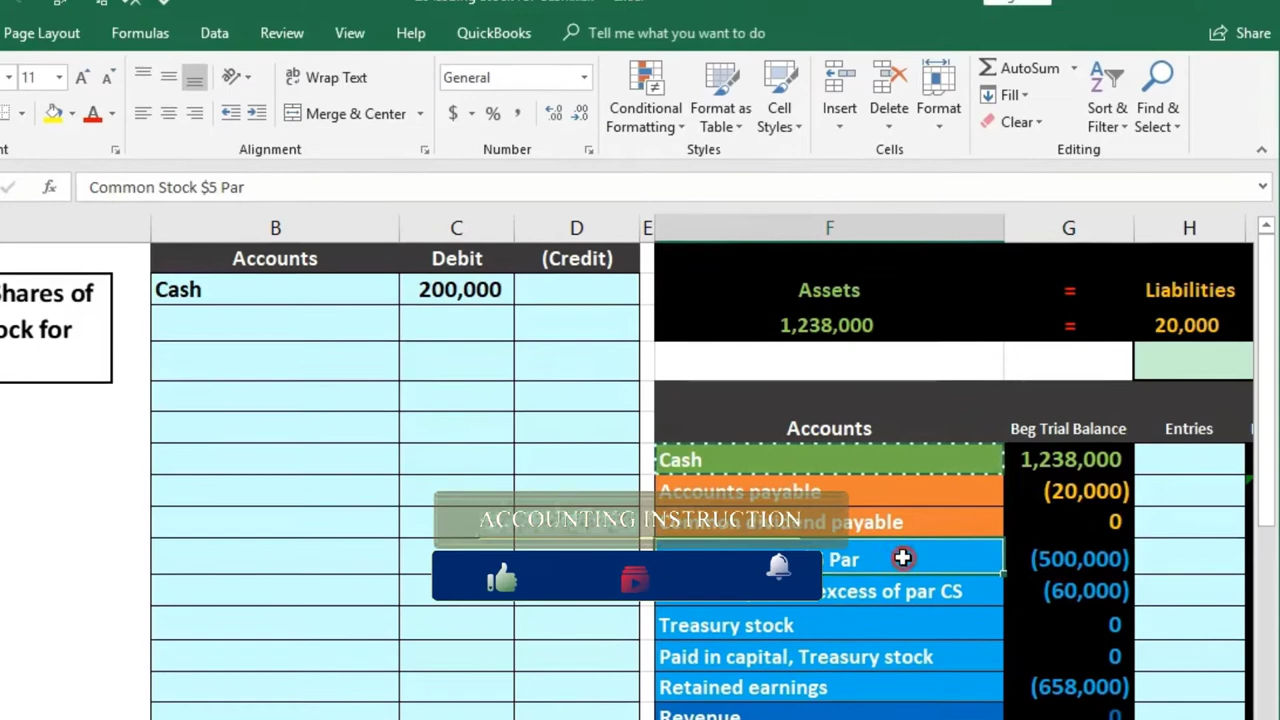 Page Layout Formulas Data Review View Help QuickBooks Tell me what you want to do Share
11 Wrap Text General AutoSum
Conditional Formatting Format as Table Cell Styles Insert Delete Format Fill Sort & Filter Find & Select
Merge & Center $ % , Clear
Alignment Number Styles Cells Editing
fx Common Stock $5 Par
B C D E F G H
Accounts Debit (Credit)
Shares of Cash 200,000 Assets = Liabilities
ock for 1,238,000 = 20,000
Accounts Beg Trial Balance Entries
Cash 1,238,000
Accounts payable (20,000)
ACCOUNTING INSTRUCTION
payable 0
Par (500,000)
excess of par CS (60,000)
Treasury stock 0
Paid in capital, Treasury stock 0
Retained earnings (658,000)
Revenue 0